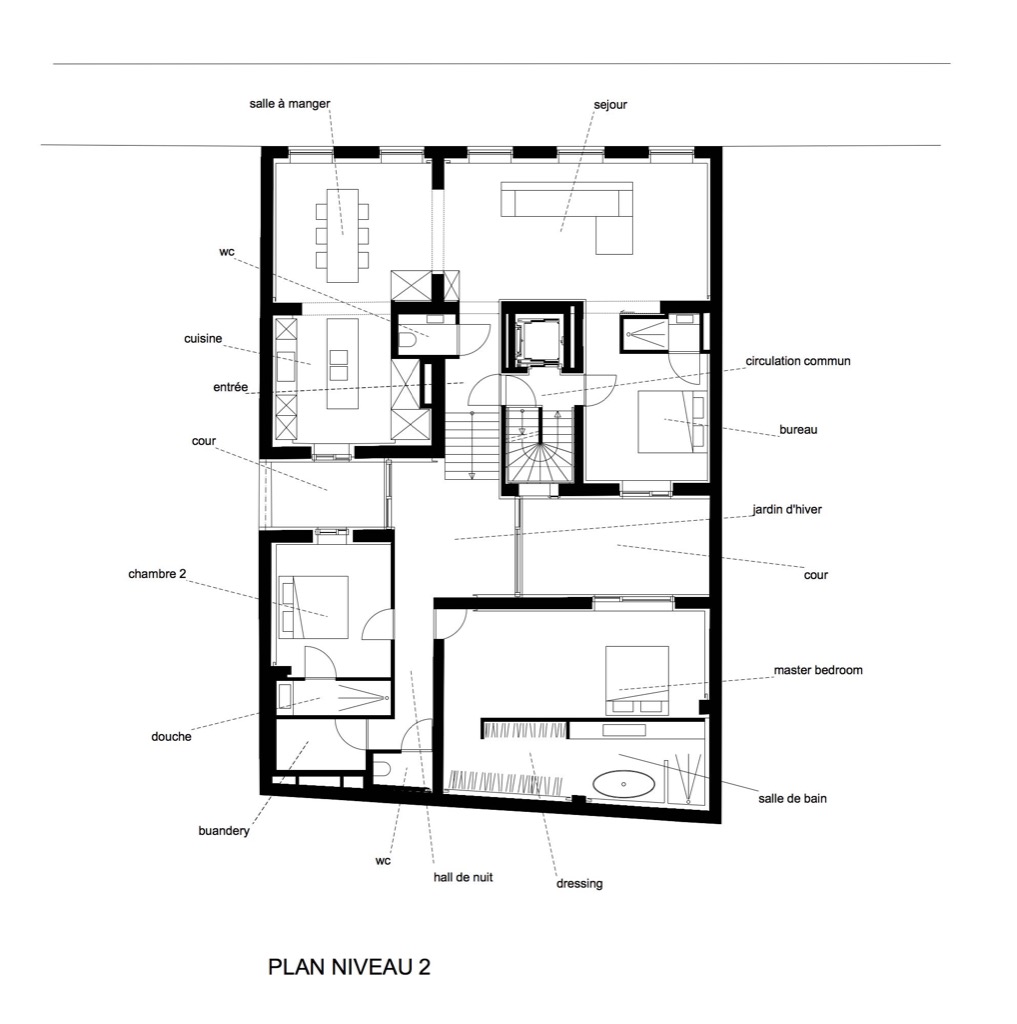 salle à manger
sejour
wc
cuisine
circulation commun
entrée
bureau
cour
jardin d'hiver
chambre 2
cour
master bedroom
douche
salle de bain
buandery
wc
hall de nuit
dressing
PLAN NIVEAU 2